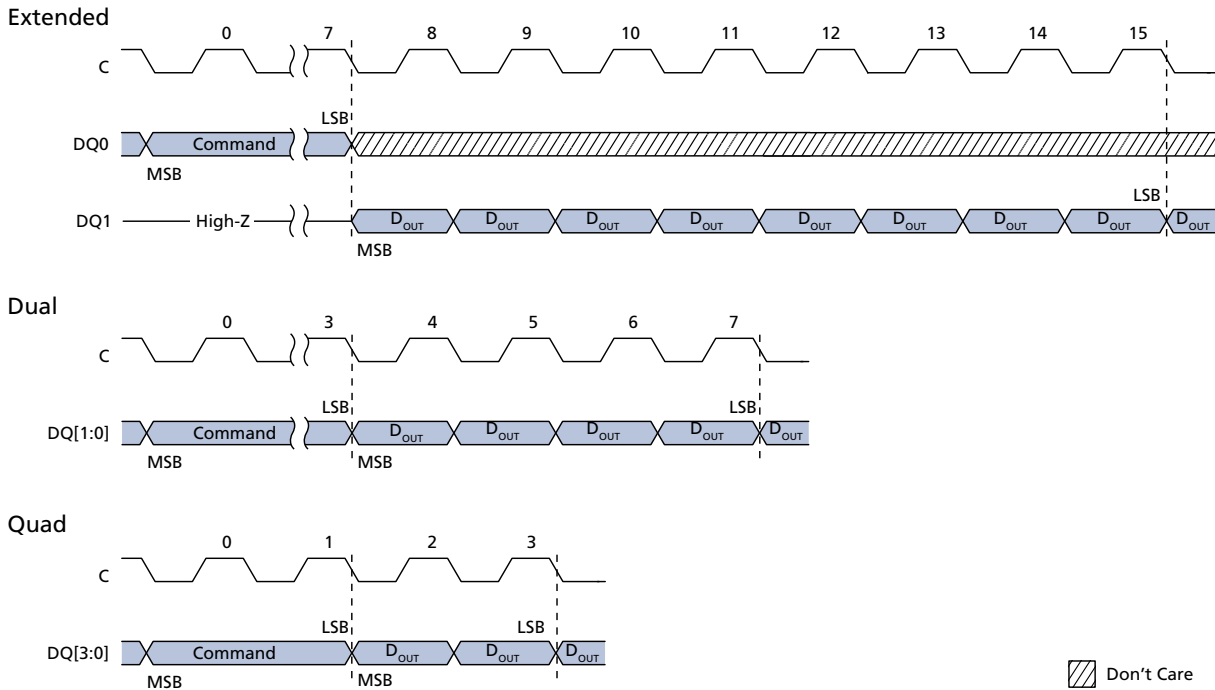 Extended
0 7 8 9 10 11 12 13 14 15
C
LSB
DQ0 Command
MSB
LSB
DQ1 High-Z DOUT DOUT DOUT DOUT DOUT DOUT DOUT DOUT DOUT
MSB
Dual
0 3 4 5 6 7
C
LSB LSB
DQ[1:0] Command DOUT DOUT DOUT DOUT DOUT
MSB MSB
Quad
0 1 2 3
C
LSB LSB
DQ[3:0] Command DOUT DOUT DOUT
MSB MSB
Don't Care